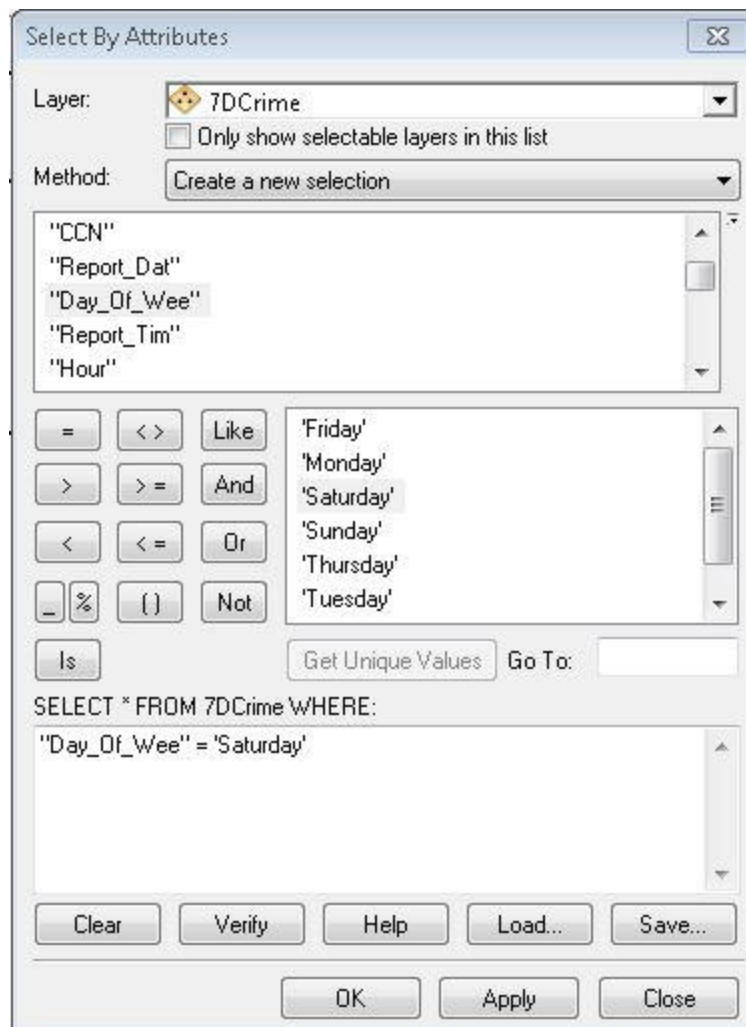 Select By Attributes
Layer: 7DCrime
Only show selectable layers in this list
Method: Create a new selection
"CCN"
"Report_Dat"
"Day_Of_Wee"
"Report_Tim"
"Hour"
= < > Like
> > = And
< < = Or
_ % ( ) Not
Is
'Friday'
'Monday'
'Saturday'
'Sunday'
'Thursday'
'Tuesday'
Get Unique Values Go To:
SELECT * FROM 7DCrime WHERE:
"Day_Of_Wee" = 'Saturday'
Clear Verify Help Load... Save...
OK Apply Close